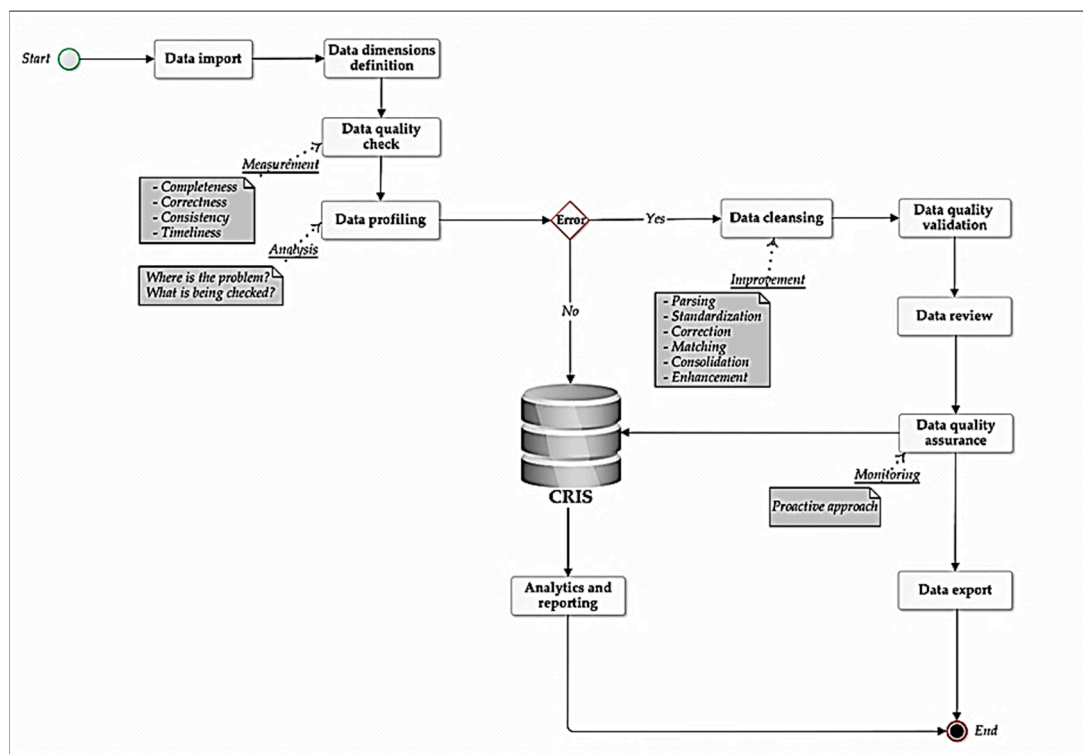 Start
Data import
Data dimensions
definition
Data quality
check
Measurement
- Completeness
- Correctness
- Consistency
- Timeliness
Data profiling
Analysis
Where is the problem?
What is being checked?
Error
Yes
No
Data cleansing
Improvement
- Parsing
- Standardization
- Correction
- Matching
- Consolidation
- Enhancement
Data quality
validation
Data review
Data quality
assurance
Monitoring
Proactive approach
CRIS
Analytics and
reporting
Data export
End